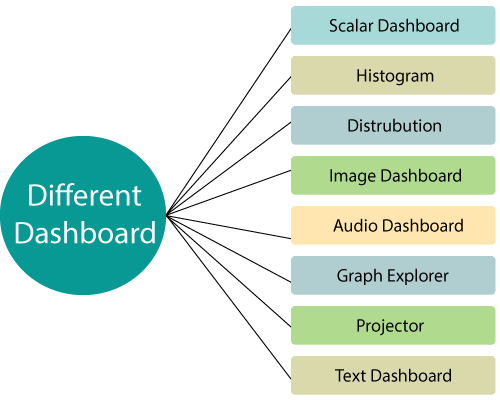 Different
Dashboard
Scalar Dashboard
Histogram
Distrubution
Image Dashboard
Audio Dashboard
Graph Explorer
Projector
Text Dashboard